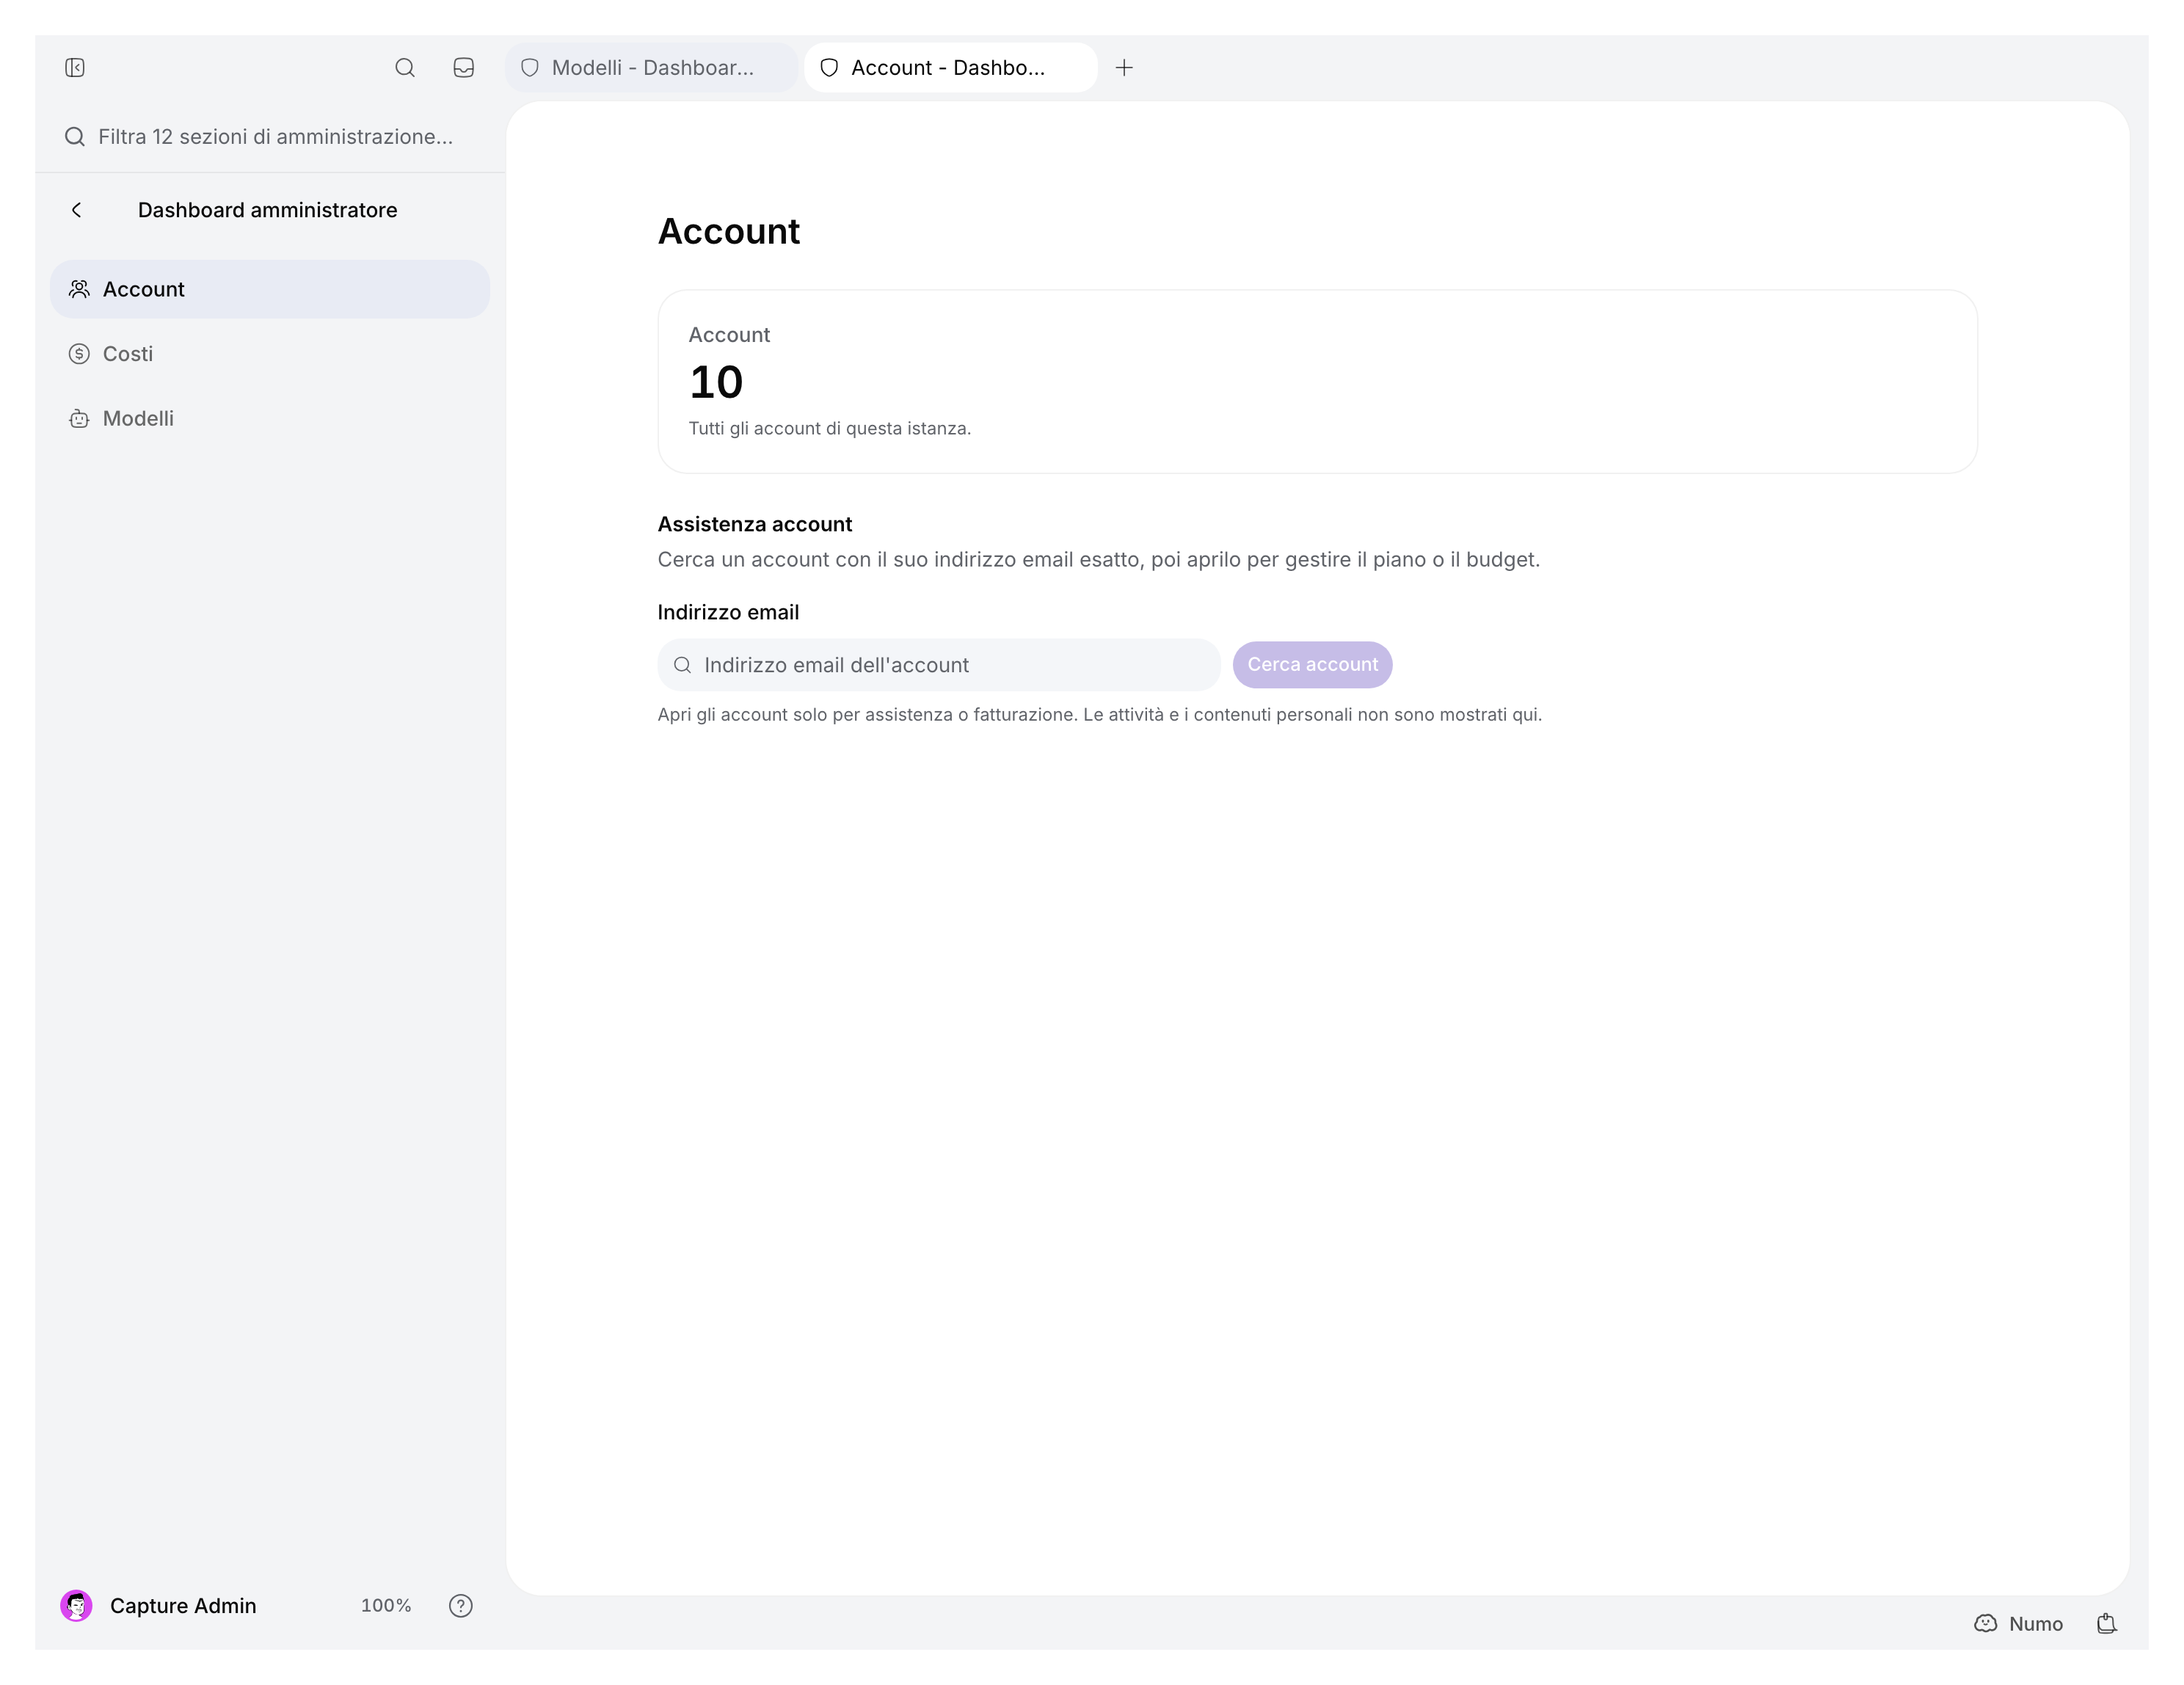 Modelli - Dashboar...
Account - Dashbo...
Filtra 12 sezioni di amministrazione...
Dashboard amministratore
Account
Costi
Modelli
Account
Account
10
Tutti gli account di questa istanza.
Assistenza account
Cerca un account con il suo indirizzo email esatto, poi aprilo per gestire il piano o il budget.
Indirizzo email
Indirizzo email dell'account
Cerca account
Apri gli account solo per assistenza o fatturazione. Le attività e i contenuti personali non sono mostrati qui.
Capture Admin
100%
Numo